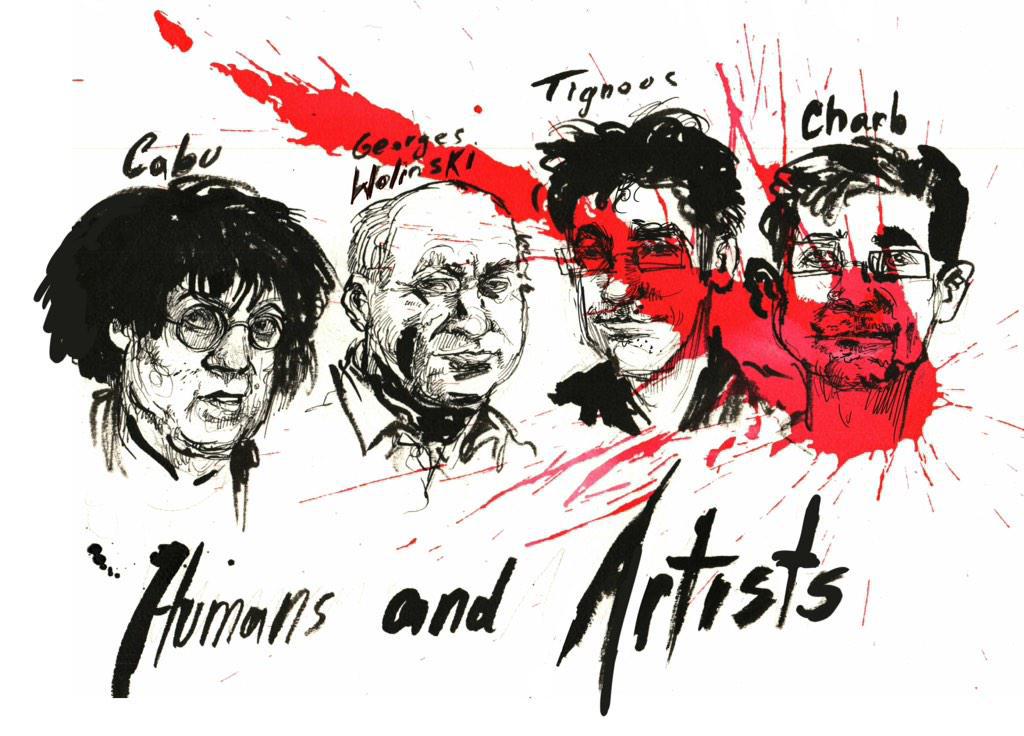 Cabu
Georges
Wolinski
Tignous
Charb
Humans and Artists